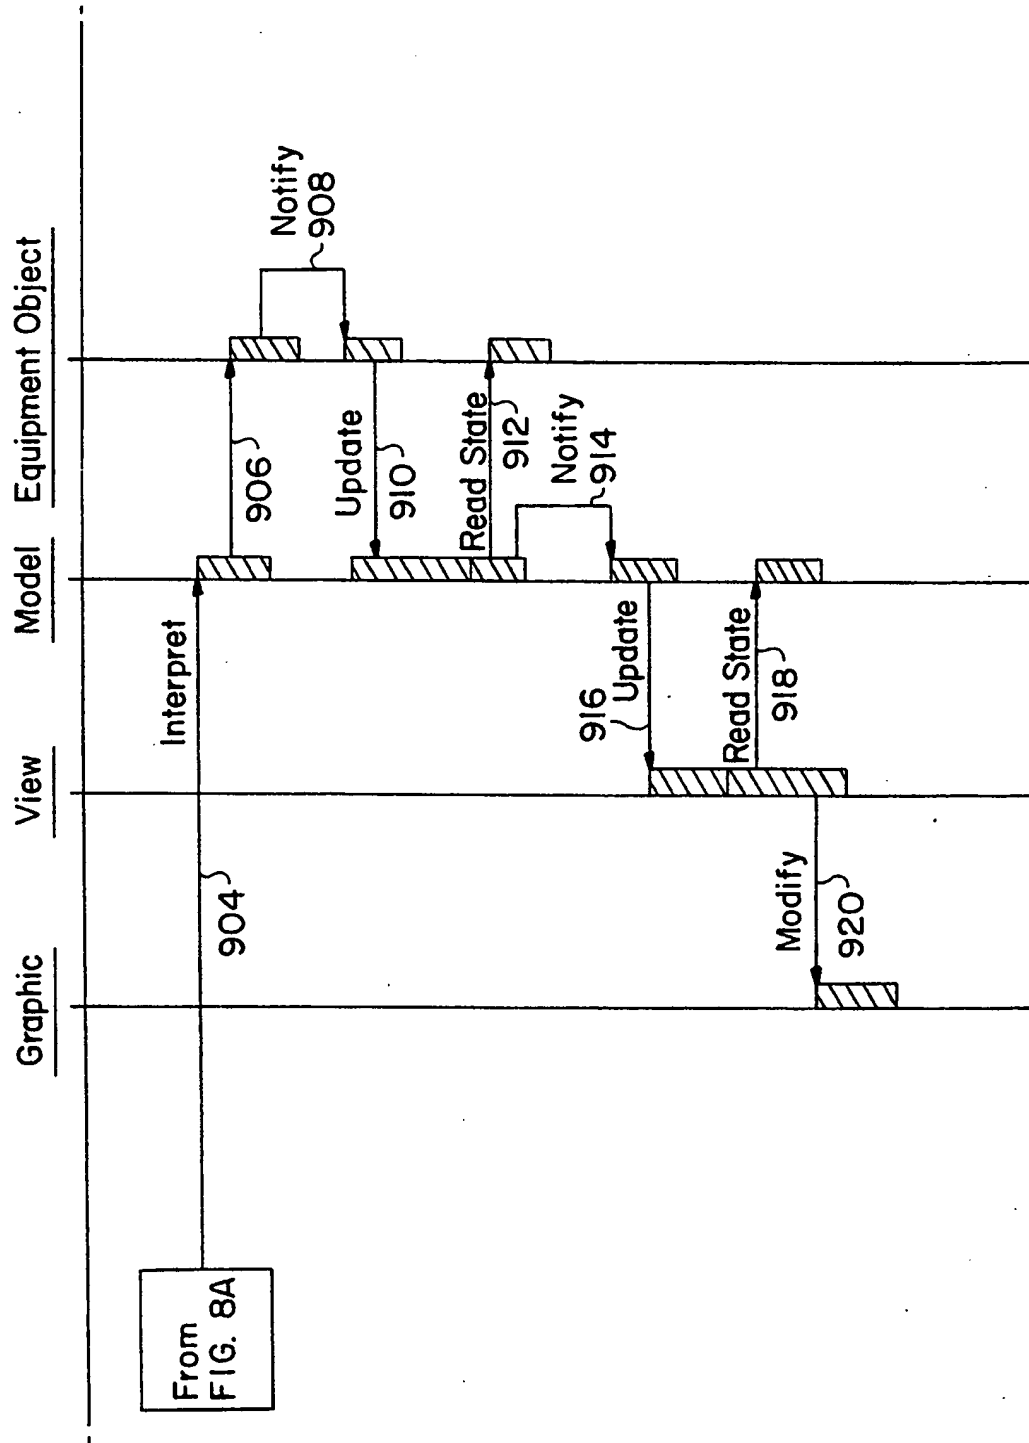 Graphic
View
Model
Equipment Object
From
FIG. 8A
Interpret
904
906
Notify
908
Update
910
Read State
912
Notify
914
916
Update
Read State
918
Modify
920